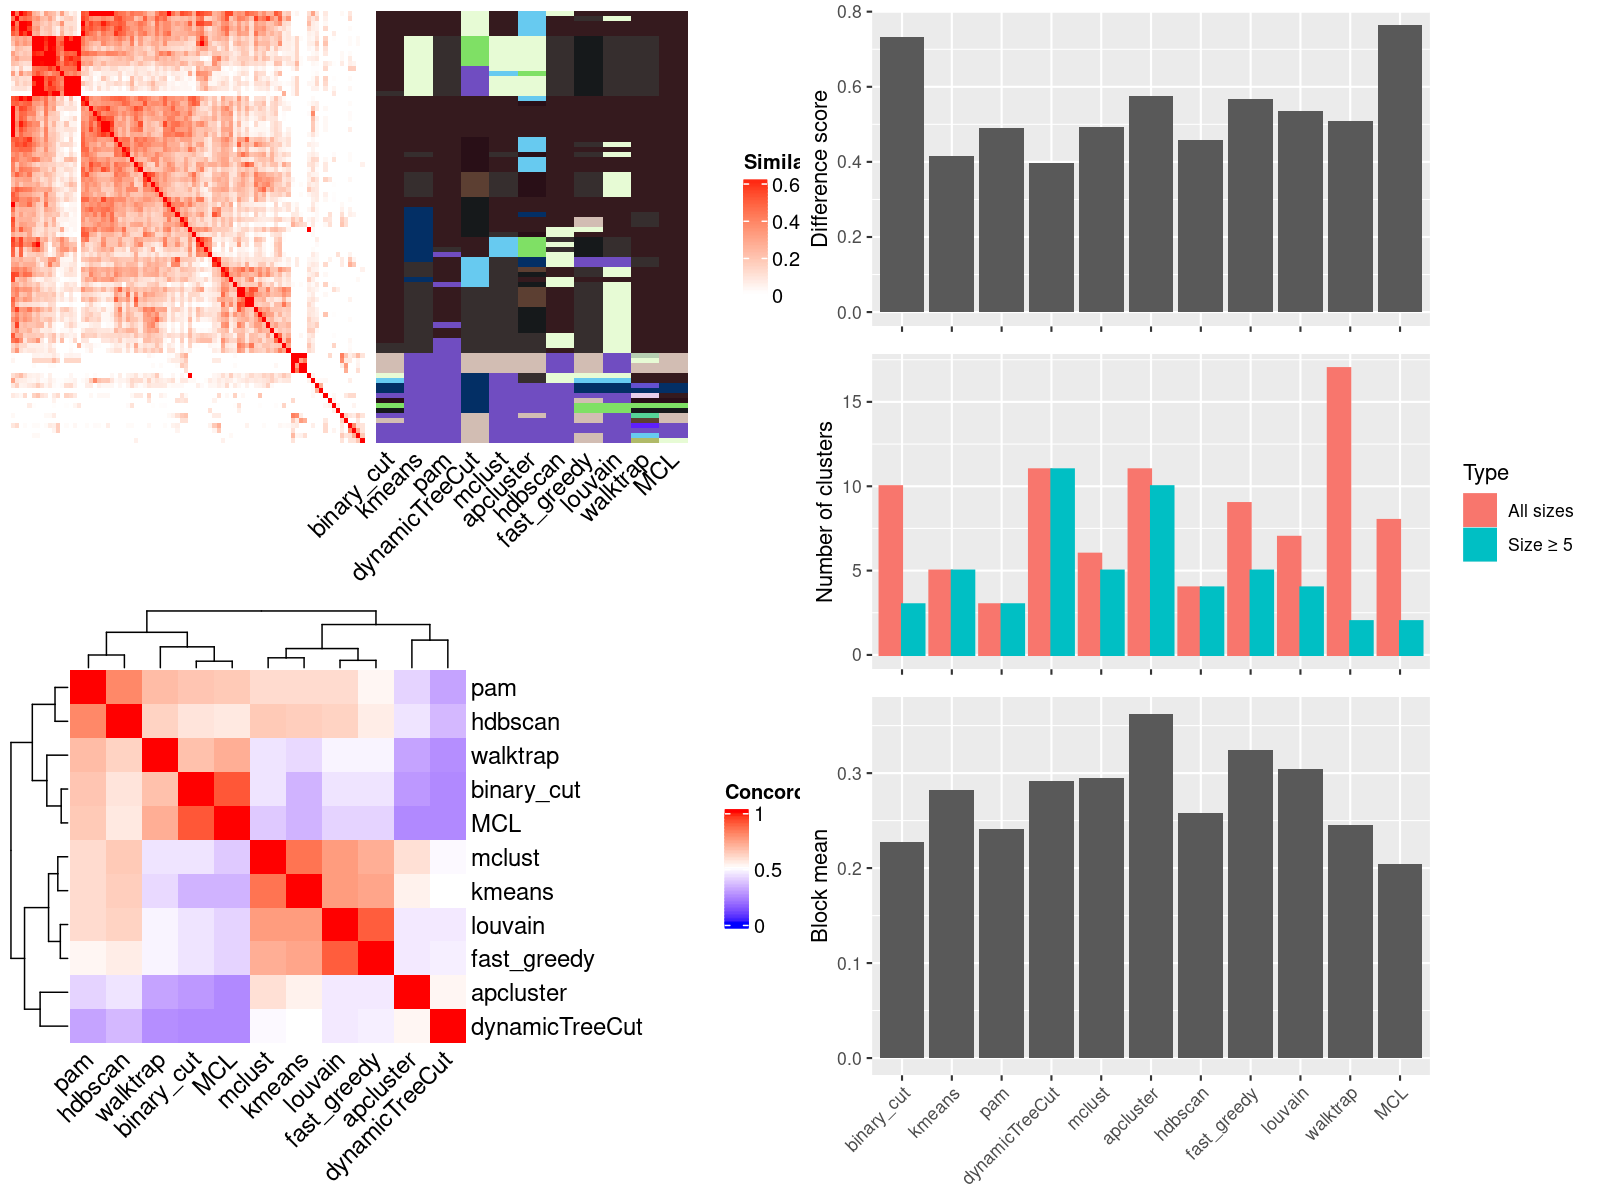 Simila
0.6
0.4
0.2
0
binary_cut
kmeans
pam
dynamicTreeCut
mclust
apcluster
hdbscan
fast_greedy
louvain
walktrap
MCL
pam
hdbscan
walktrap
binary_cut
MCL
mclust
kmeans
louvain
fast_greedy
apcluster
dynamicTreeCut
pam
hdbscan
walktrap
binary_cut
MCL
mclust
kmeans
louvain
fast_greedy
apcluster
dynamicTreeCut
Concord
1
0.5
0
Difference score
0.8
0.6
0.4
0.2
0.0
Number of clusters
15
10
5
0
Type
All sizes
Size ≥ 5
Block mean
0.3
0.2
0.1
0.0
binary_cut
kmeans
pam
dynamicTreeCut
mclust
apcluster
hdbscan
fast_greedy
louvain
walktrap
MCL